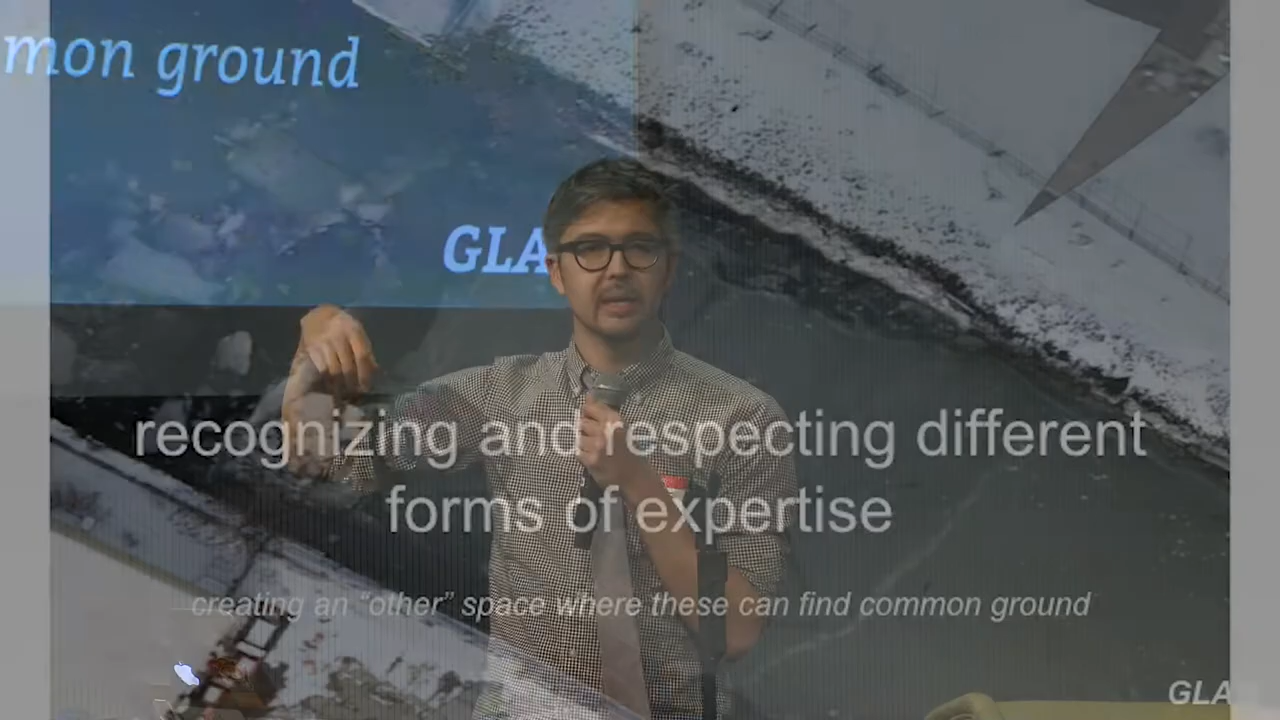 mon ground
GLA
recognizing and respecting different
forms of expertise
creating an “other” space where these can find common ground
GLA